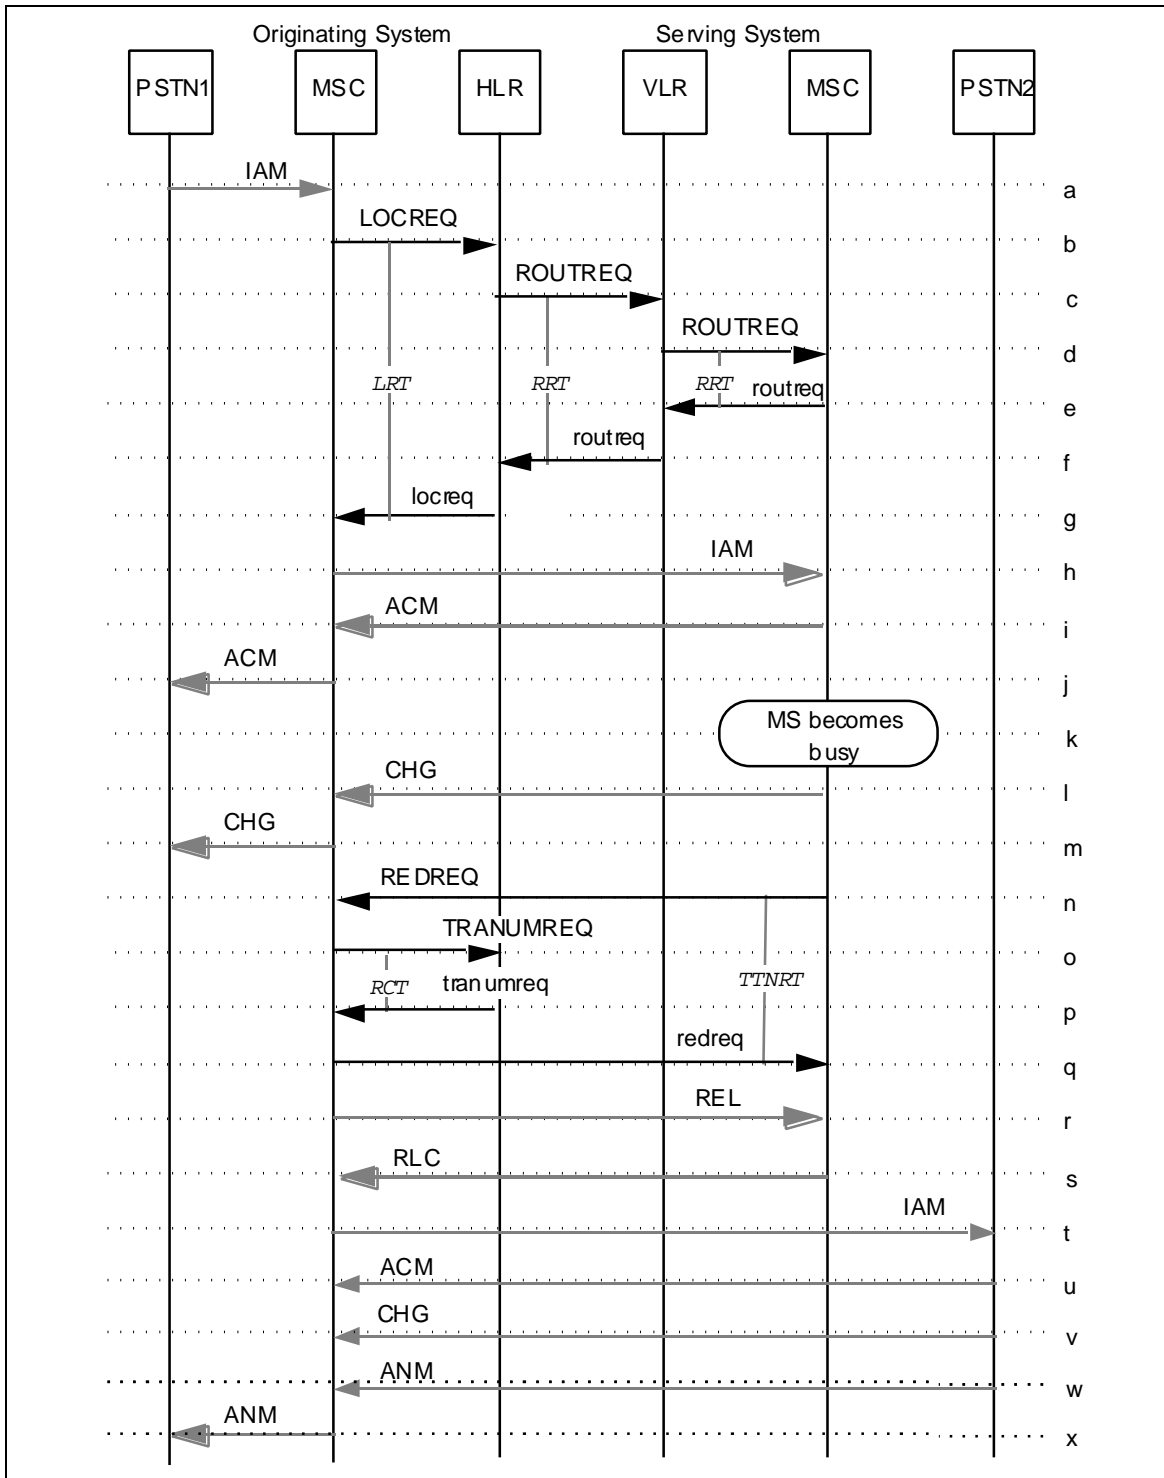 Originating System Serving System
PSTN1 MSC HLR VLR MSC PSTN2
IAM
a
LOCREQ
b
ROUTREQ
c
ROUTREQ
d
LRT RRT RRT routreq
e
routreq
f
locreq
g
IAM
h
ACM
i
ACM
j
MS becomes
busy
k
CHG
l
CHG
m
REDREQ
n
TRANUMREQ
o
RCT tranumreq TTNRT
p
redreq
q
REL
r
RLC
s
IAM
t
ACM
u
CHG
v
ANM
w
ANM
x